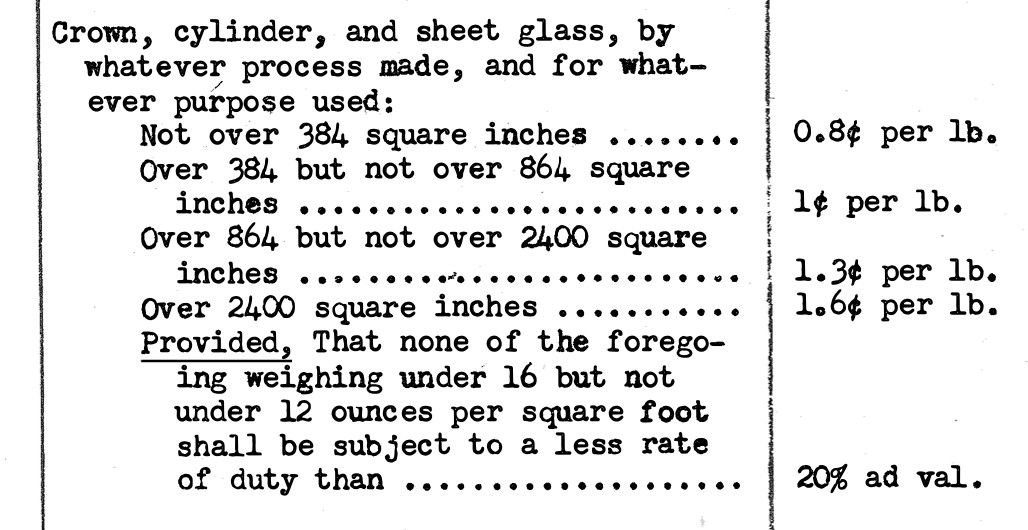 Crown, cylinder, and sheet glass, by
whatever process made, and for what-
ever purpose used:
Not over 384 square inches ........ 0.8¢ per lb.
Over 384 but not over 864 square
inches .......................... 1¢ per lb.
Over 864 but not over 2400 square
inches .......................... 1.3¢ per lb.
Over 2400 square inches ........... 1.6¢ per lb.
Provided, That none of the forego-
ing weighing under 16 but not
under 12 ounces per square foot
shall be subject to a less rate
of duty than .................... 20% ad val.